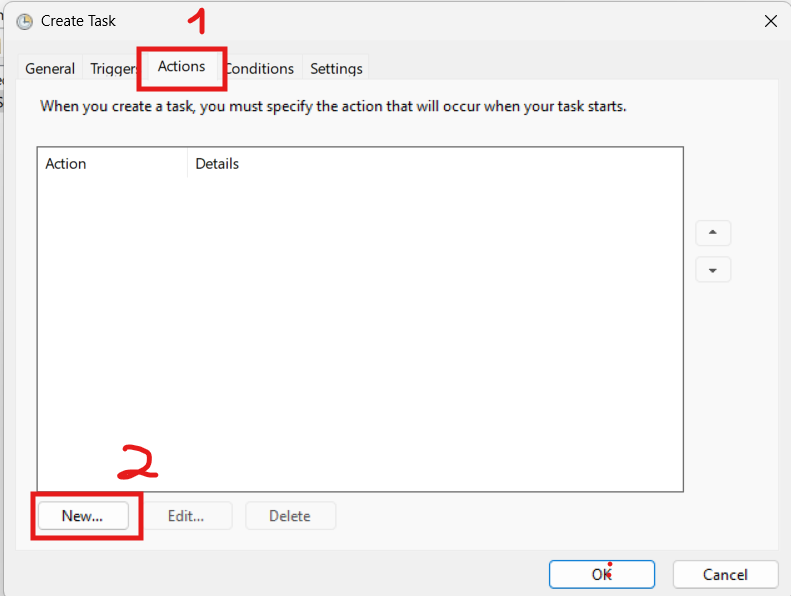 Create Task
1
General Triggers Actions Conditions Settings
When you create a task, you must specify the action that will occur when your task starts.
Action Details
2
New... Edit... Delete
OK Cancel